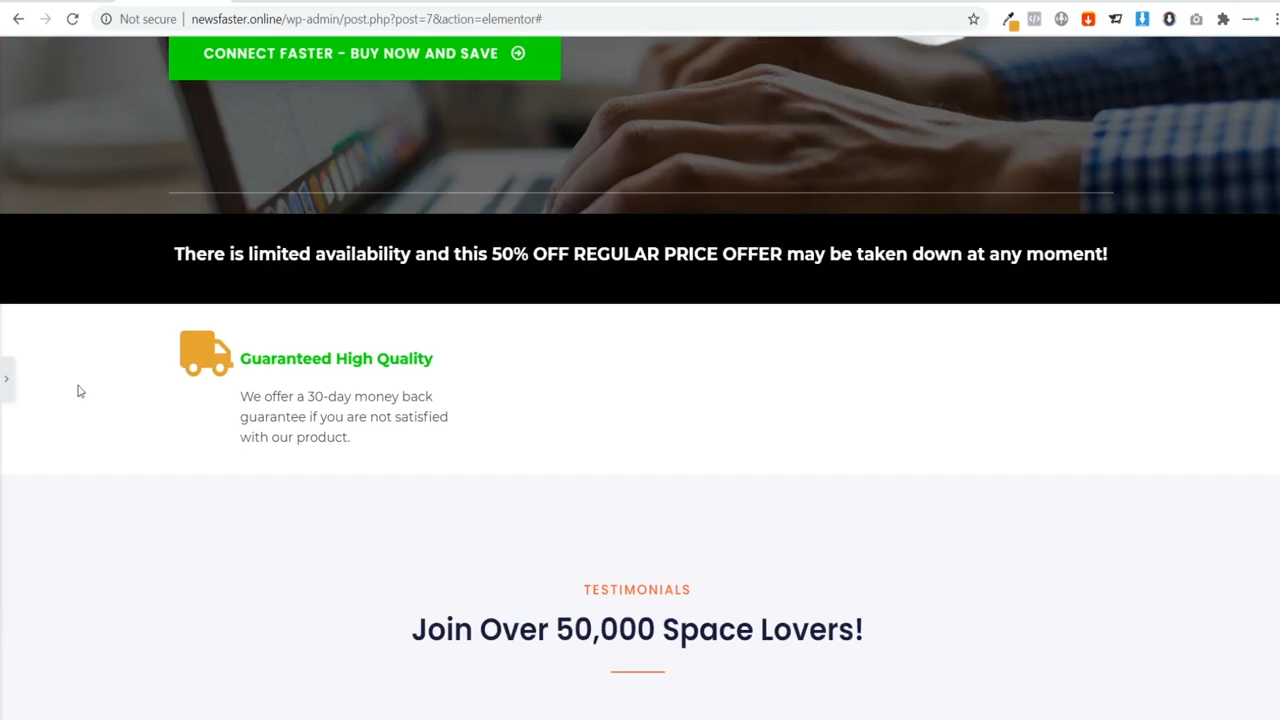 Not secure
newsfaster.online/wp-admin/post.php?post=7&action=elementor#
CONNECT FASTER - BUY NOW AND SAVE
There is limited availability and this 50% OFF REGULAR PRICE OFFER may be taken down at any moment!
Guaranteed High Quality
We offer a 30-day money back
guarantee if you are not satisfied
with our product.
TESTIMONIALS
Join Over 50,000 Space Lovers!